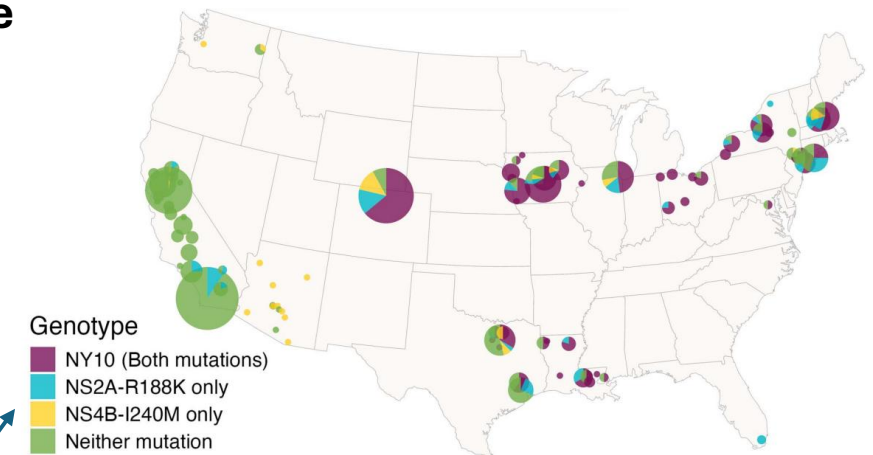 e
Genotype
NY10 (Both mutations)
NS2A-R188K only
NS4B-I240M only
Neither mutation